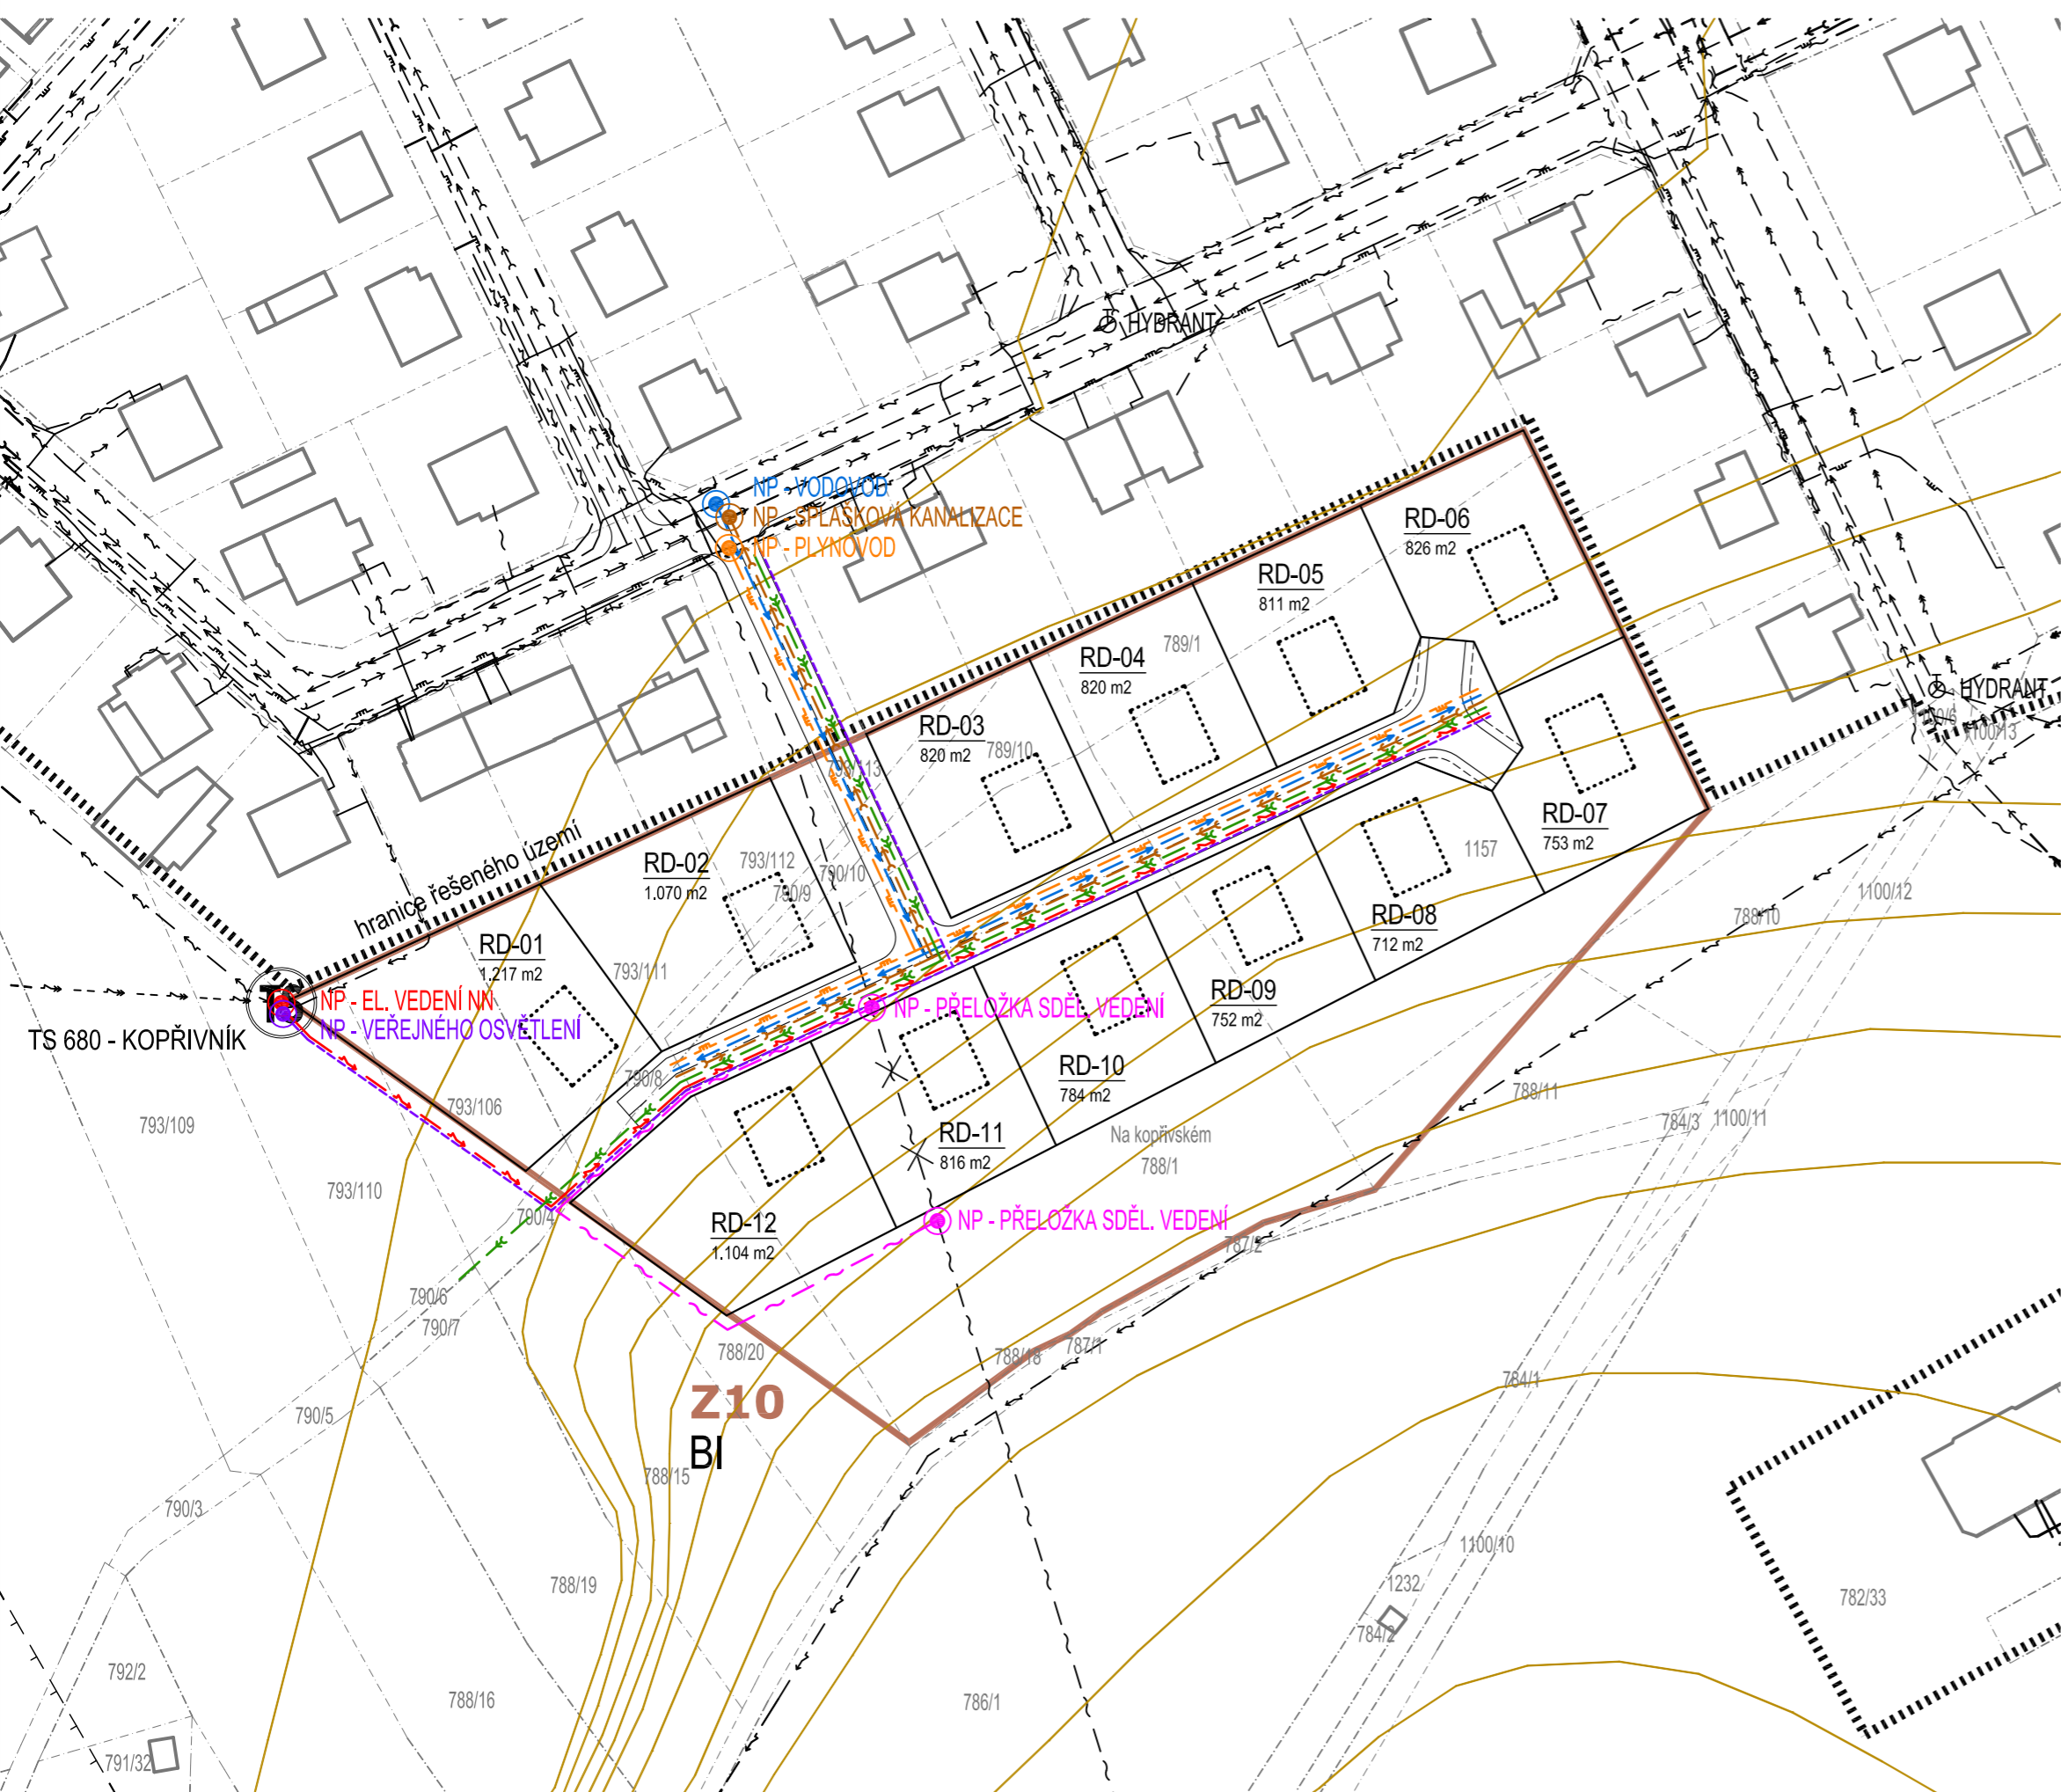 HYDRANT
NP - VODOVOD
NP - SPLAŠKOVÁ KANALIZACE
NP - PLYNOVOD
RD-06
826 m2
RD-05
811 m2
789/1
RD-04
820 m2
HYDRANT
1100/6
1100/13
RD-03
820 m2
789/10
793/113
RD-07
753 m2
1157
hranice řešeného území
RD-02
1.070 m2
793/112
790/9
790/10
1100/12
788/10
RD-08
712 m2
RD-01
1.217 m2
793/111
RD-09
752 m2
NP - EL. VEDENÍ NN
NP - VEŘEJNÉHO OSVĚTLENÍ
TS 680 - KOPŘIVNÍK
NP - PŘELOŽKA SDĚL. VEDENÍ
RD-10
784 m2
790/8
793/106
793/109
788/11
784/3
1100/11
RD-11
816 m2
Na kopřivském
788/1
793/110
790/4
RD-12
1.104 m2
NP - PŘELOŽKA SDĚL. VEDENÍ
787/2
790/6
790/7
788/20
788/18
787/1
Z10
BI
784/1
790/5
788/15
790/3
1100/10
788/19
1232
784/2
782/33
792/2
788/16
786/1
791/32